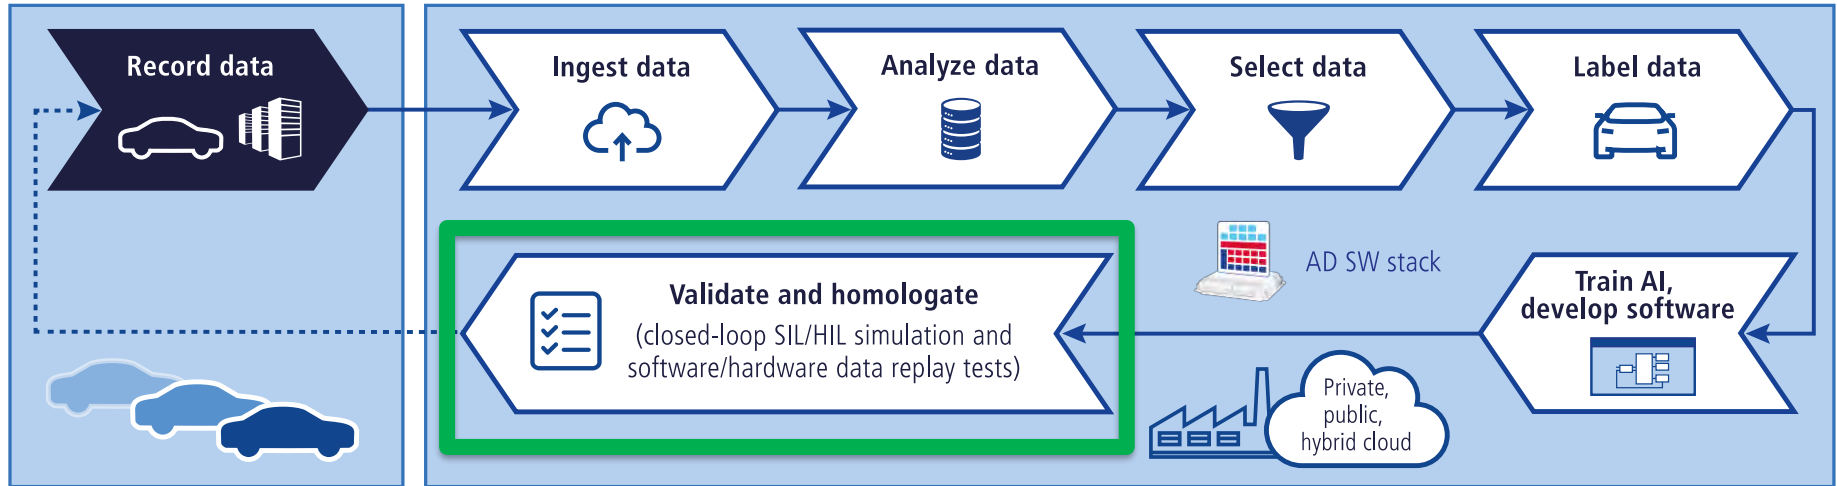 Record data
Ingest data
Analyze data
Select data
Label data
Validate and homologate
(closed-loop SIL/HIL simulation and
software/hardware data replay tests)
AD SW stack
Train AI,
develop software
Private,
public,
hybrid cloud